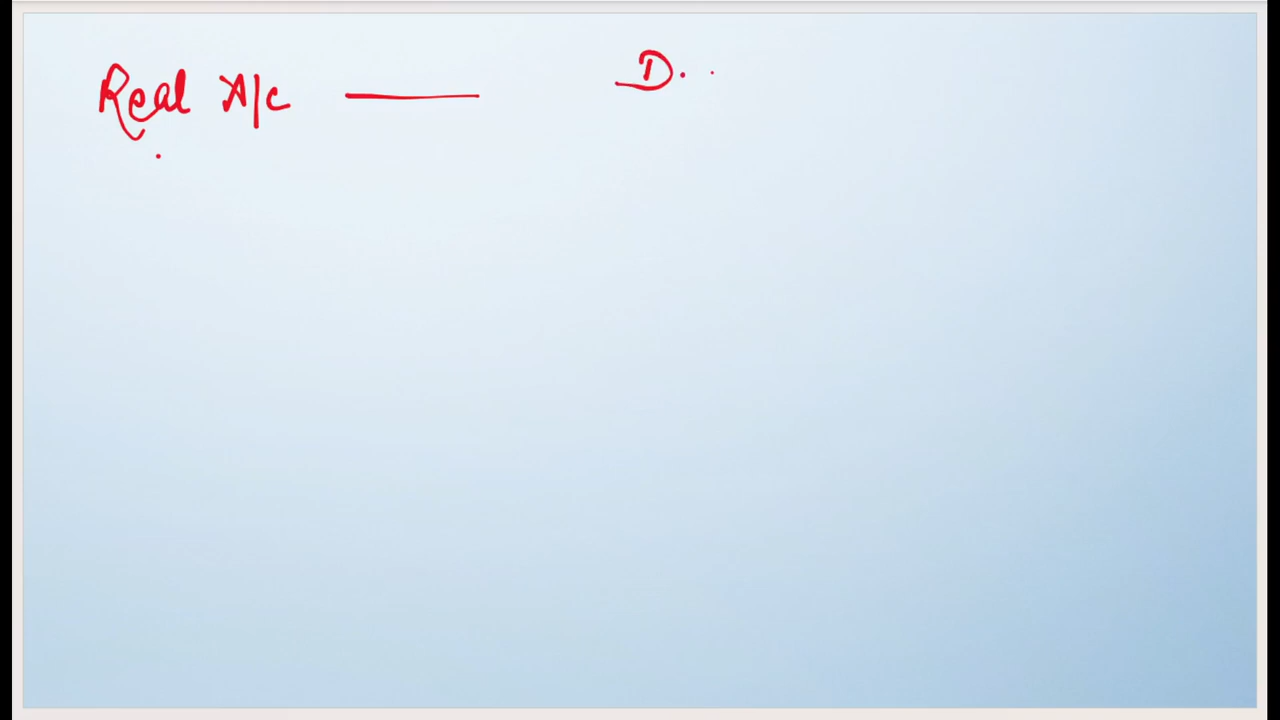 Real A/c — D.